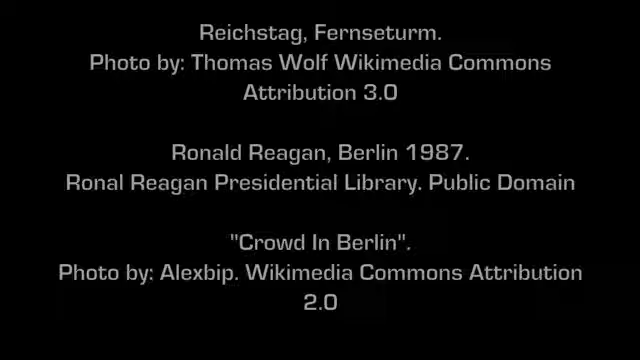 Reichstag, Fernseturm.
Photo by: Thomas Wolf Wikimedia Commons
Attribution 3.0
Ronald Reagan, Berlin 1987.
Ronal Reagan Presidential Library. Public Domain
"Crowd In Berlin".
Photo by: Alexbip. Wikimedia Commons Attribution
2.0